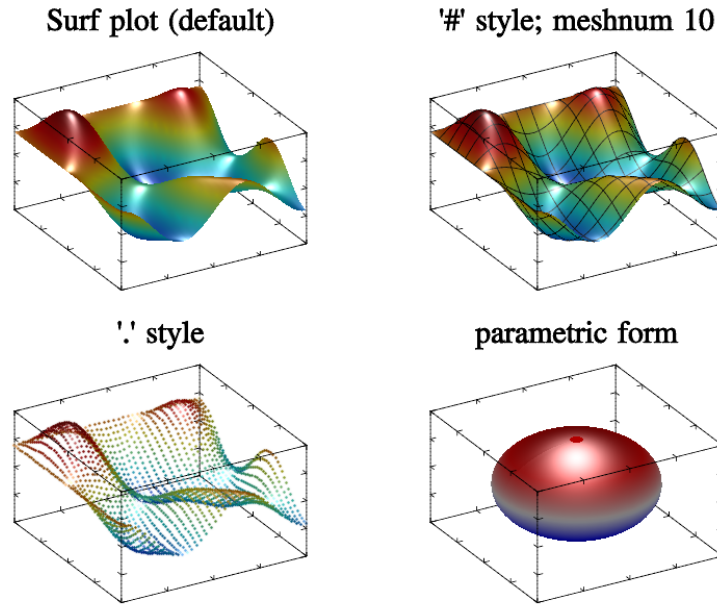 Surf plot (default)
'#' style; meshnum 10
'.' style
parametric form